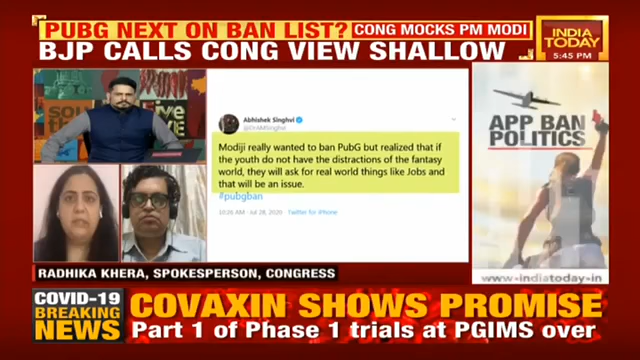 PUBG NEXT ON BAN LIST?
CONG MOCKS PM MODI
BJP CALLS CONG VIEW SHALLOW
INDIA
TODAY
5:45 PM
Abhishek Singhvi
@DrAMSinghvi
Modiji really wanted to ban PubG but realized that if
the youth do not have the distractions of the fantasy
world, they will ask for real world things like Jobs and
that will be an issue.
#pubgban
10:26 AM · Jul 28, 2020 · Twitter for iPhone
APP BAN
POLITICS
www-indiatoday-in
RADHIKA KHERA, SPOKESPERSON, CONGRESS
COVID-19
BREAKING
NEWS
COVAXIN SHOWS PROMISE
Part 1 of Phase 1 trials at PGIMS over